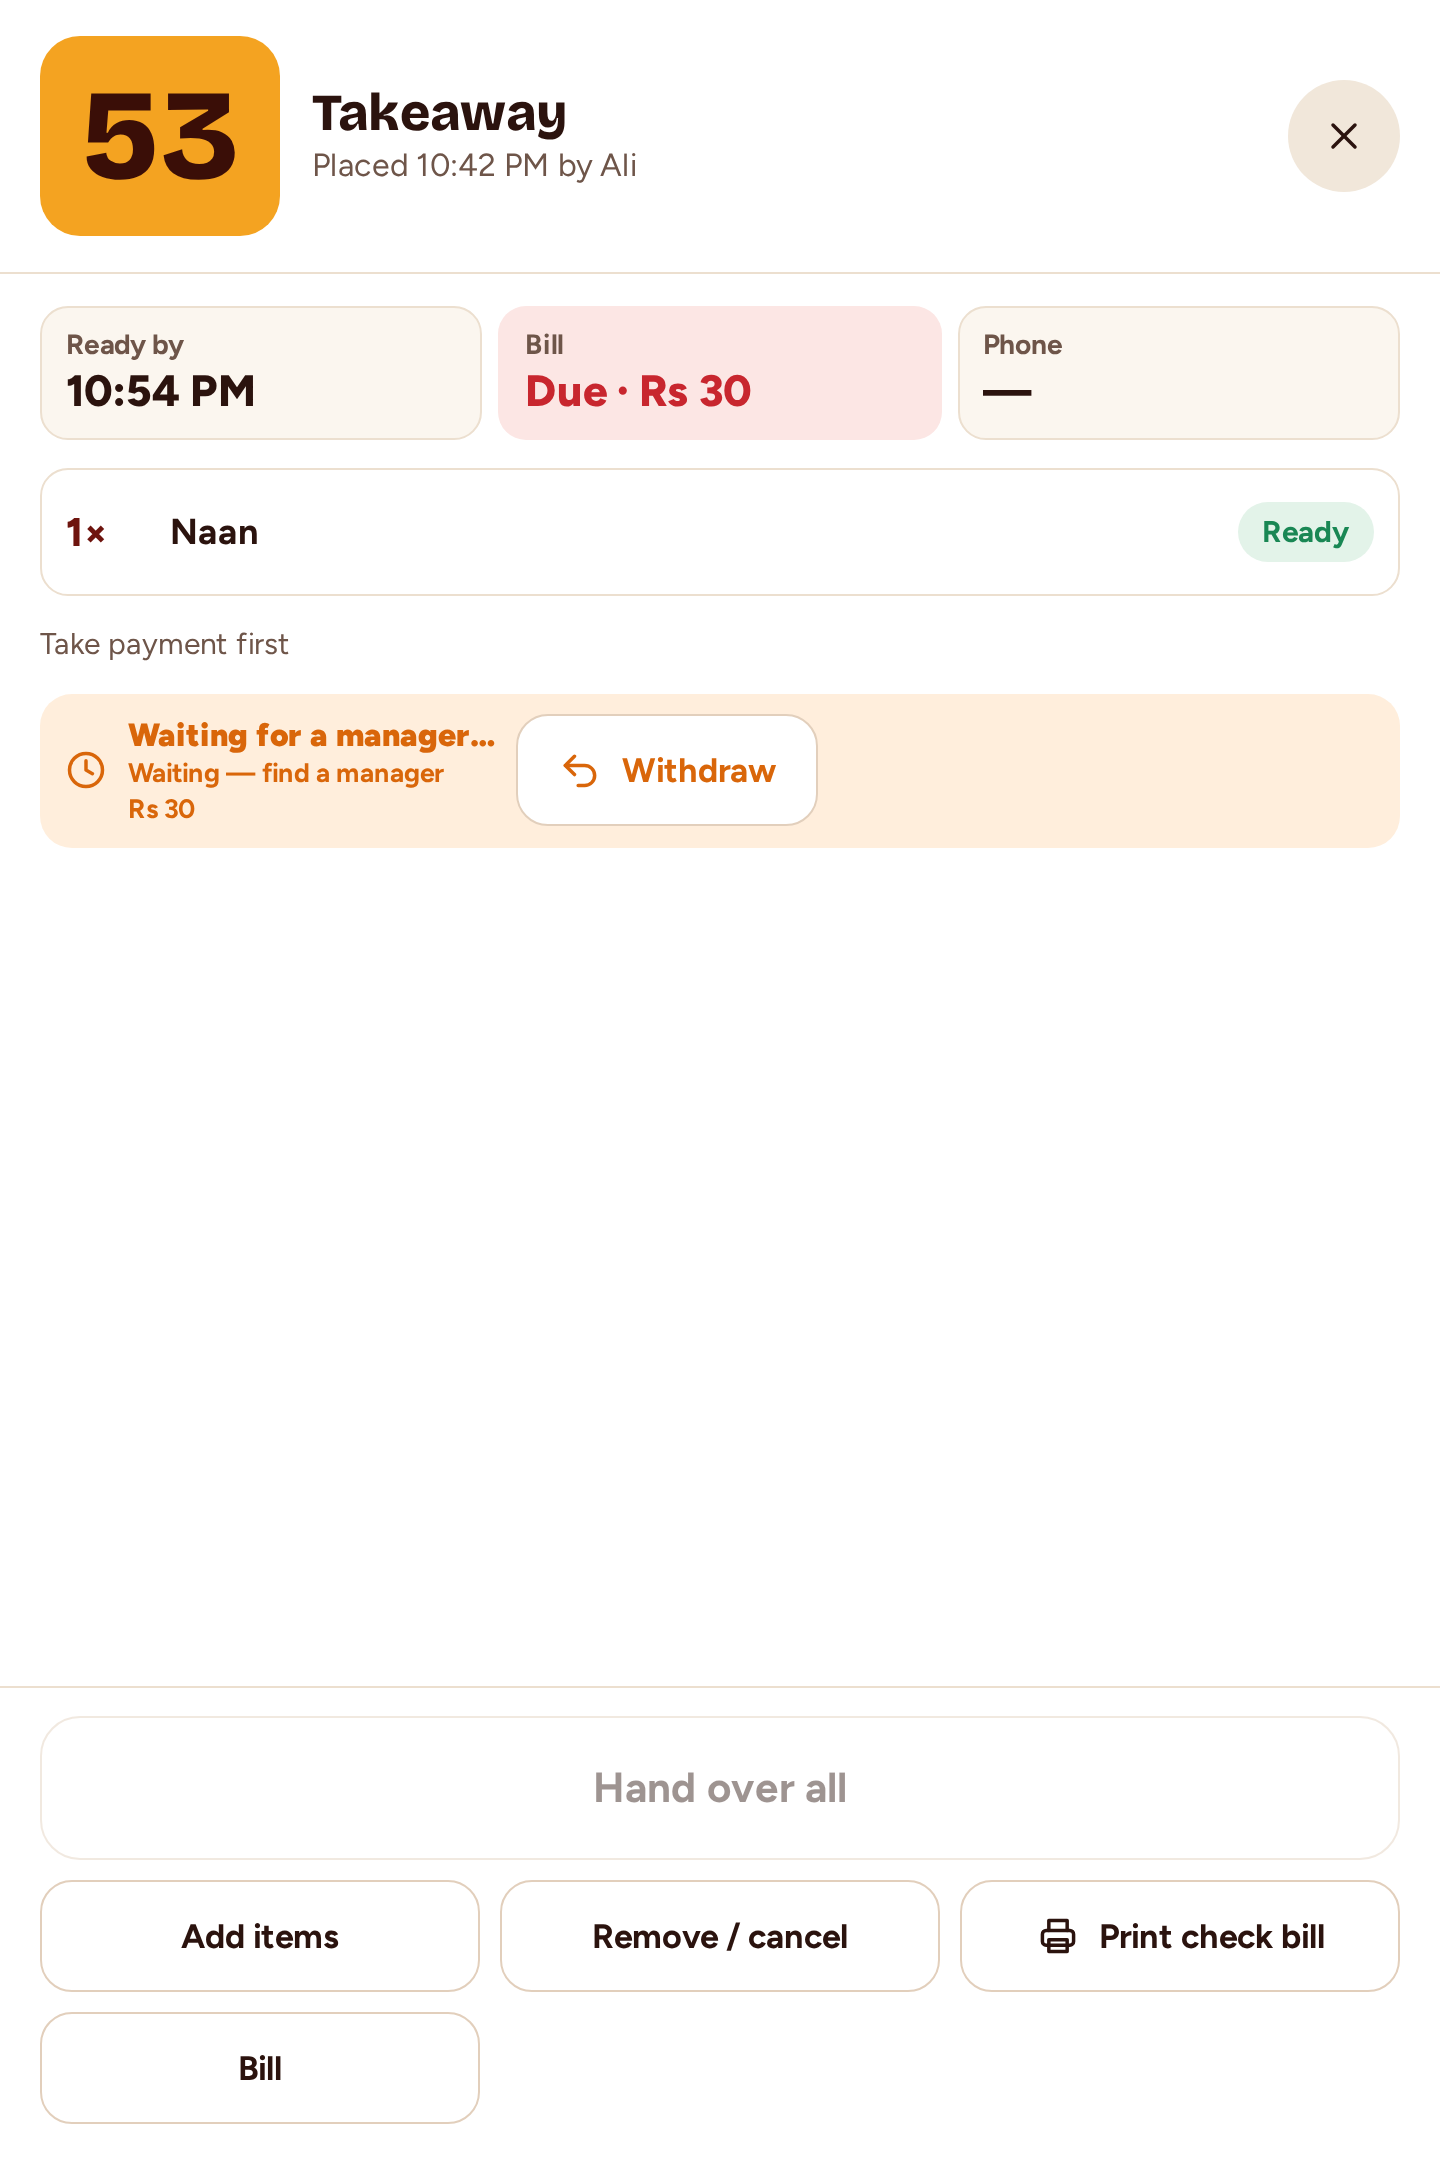 53
Takeaway
Placed 10:42 PM by Ali
Ready by
10:54 PM
Bill
Due · Rs 30
Phone
—
1× Naan
Ready
Take payment first
Waiting for a manager...
Waiting — find a manager
Rs 30
Withdraw
Hand over all
Add items
Remove / cancel
Print check bill
Bill